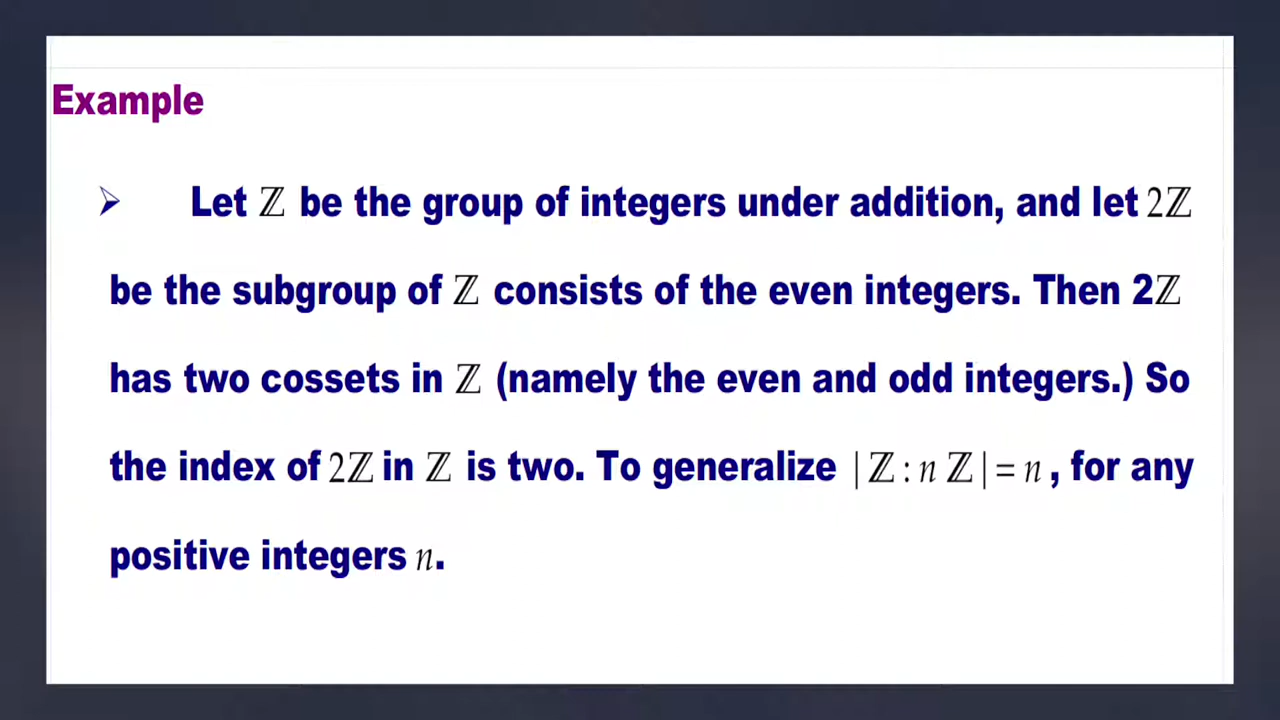 Example
➢ Let ℤ be the group of integers under addition, and let 2ℤ
be the subgroup of ℤ consists of the even integers. Then 2ℤ
has two cossets in ℤ (namely the even and odd integers.) So
the index of 2ℤ in ℤ is two. To generalize |ℤ : n ℤ| = n , for any
positive integers n.